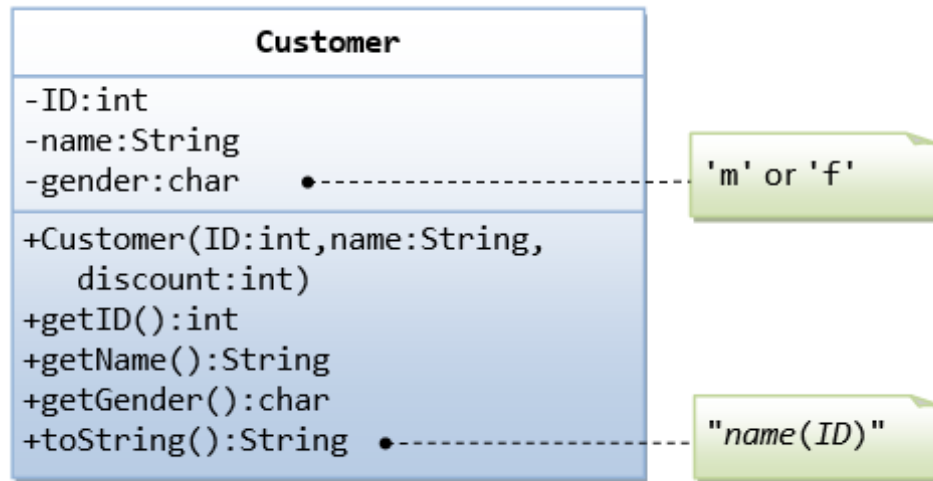 Customer
-ID:int
-name:String
-gender:char
'm' or 'f'
+Customer(ID:int,name:String,
discount:int)
+getID():int
+getName():String
+getGender():char
+toString():String
"name(ID)"